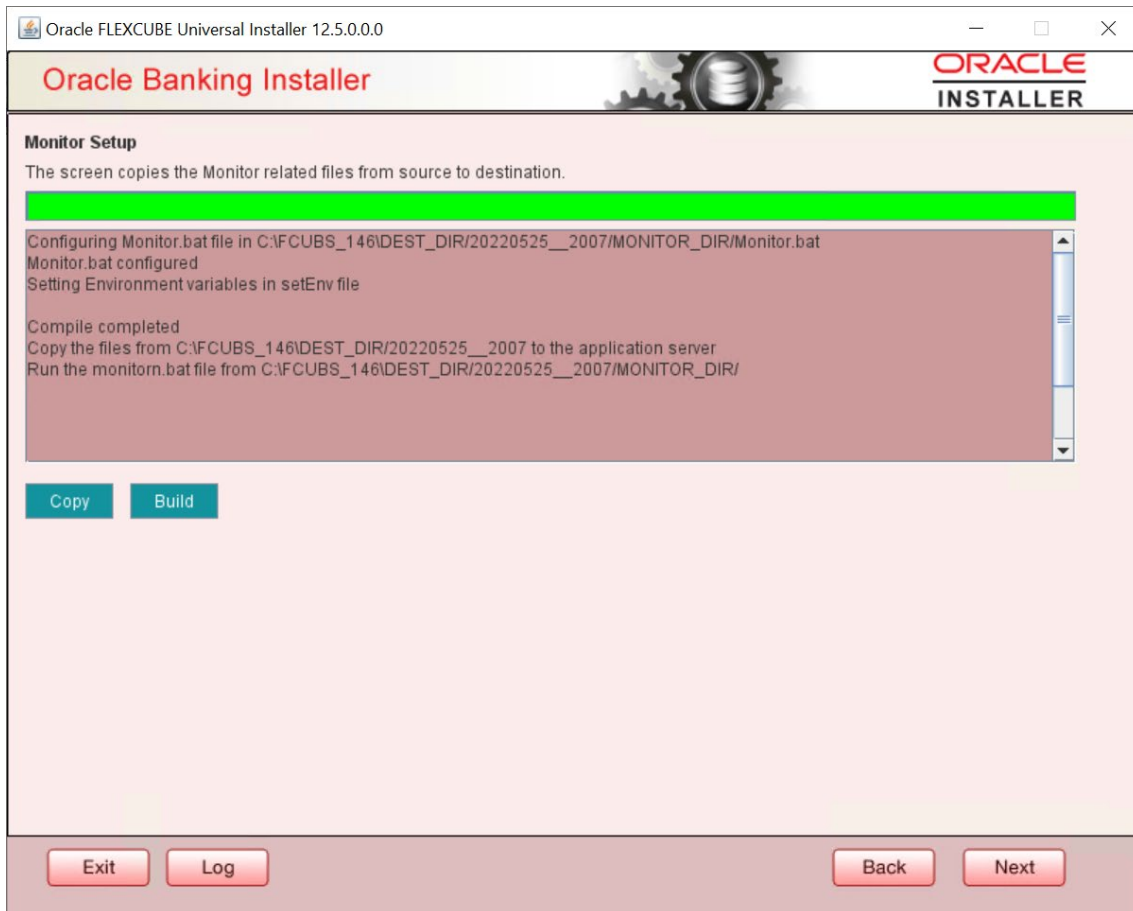 Oracle FLEXCUBE Universal Installer 12.5.0.0.0
Oracle Banking Installer
ORACLE
INSTALLER
Monitor Setup
The screen copies the Monitor related files from source to destination.
Configuring Monitor.bat file in C:\FCUBS_146\DEST_DIR/20220525__2007/MONITOR_DIR/Monitor.bat
Monitor.bat configured
Setting Environment variables in setEnv file
Compile completed
Copy the files from C:\FCUBS_146\DEST_DIR/20220525__2007 to the application server
Run the monitorn.bat file from C:\FCUBS_146\DEST_DIR/20220525__2007/MONITOR_DIR/
Copy Build
Exit Log Back Next